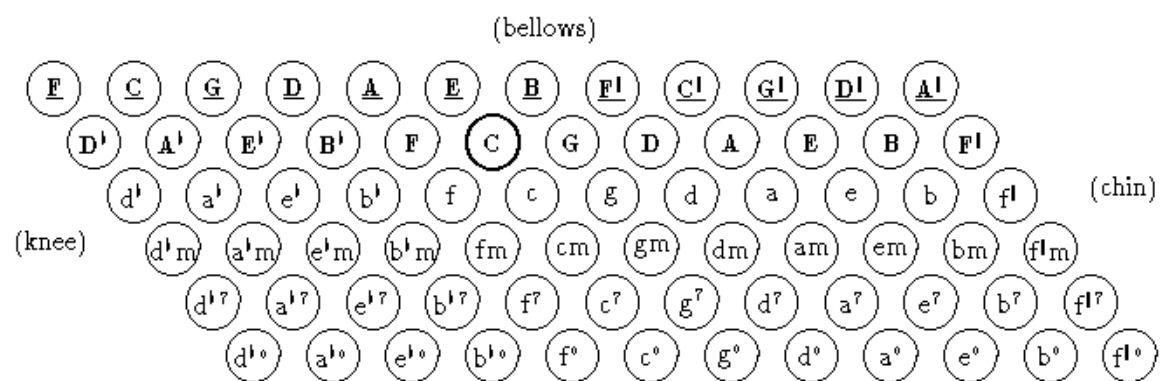 (bellows)
F C G D A E B F♯ C♯ G♯ D♯ A♯
D♭ A♭ E♭ B♭ F C G D A E B F♯
d♭ a♭ e♭ b♭ f c g d a e b f♯
(chin)
(knee)
d♭m a♭m e♭m b♭m fm cm gm dm am em bm f♯m
d♭7 a♭7 e♭7 b♭7 f7 c7 g7 d7 a7 e7 b7 f♯7
d♭° a♭° e♭° b♭° f° c° g° d° a° e° b° f♯°